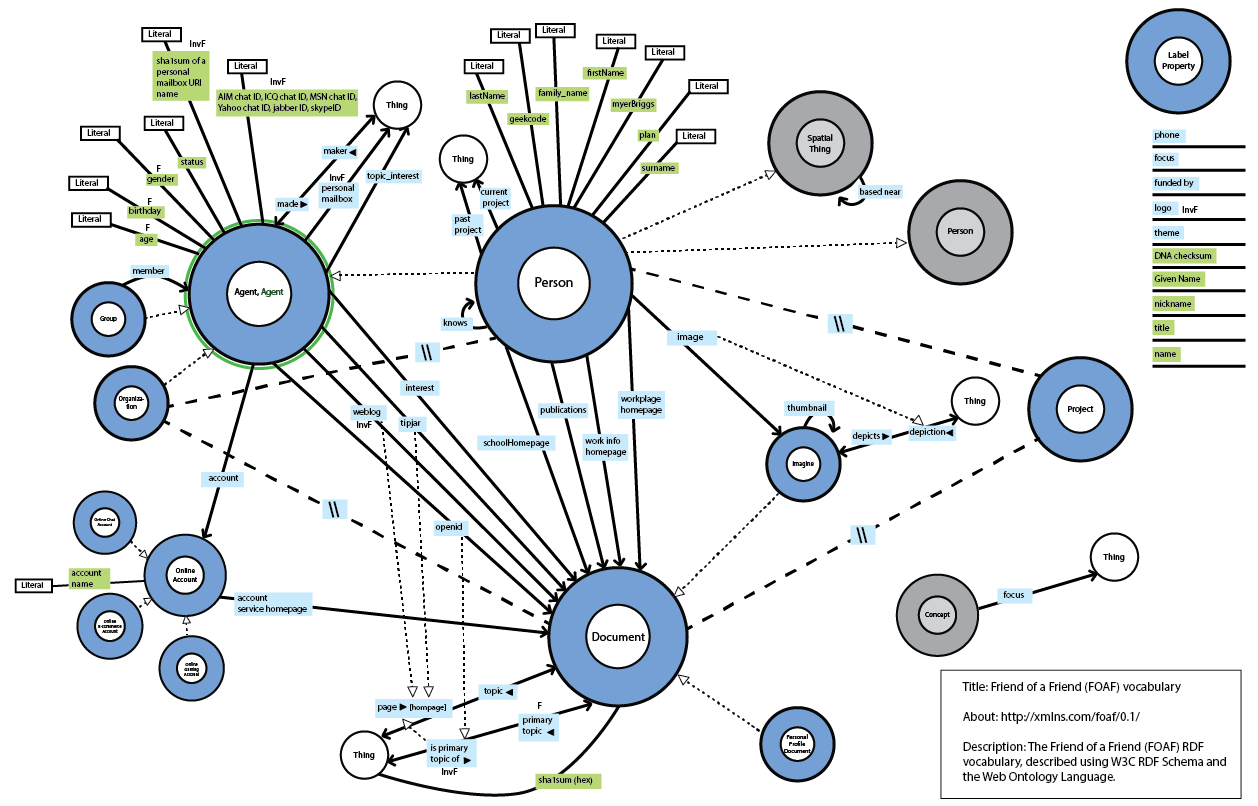 Literal
InvF
sha1sum of a
personal
mailbox URI
name
Literal
InvF
AIM chat ID, ICQ chat ID, MSN chat ID,
Yahoo chat ID, jabber ID, skypeID
Thing
Literal
Literal
status
F
gender
Literal
F
birthday
Literal
F
age
maker ◀
made ▶
InvF
personal
mailbox
topic_interest
member
Group
Agent, Agent
Organiza-
tion
Literal
lastName
Literal
geekcode
Literal
family_name
Literal
firstName
Literal
myerBriggs
Literal
plan
Literal
surname
Thing
current
project
past
project
Person
knows
Spatial
Thing
based near
Person
Label
Property
phone
focus
funded by
logo InvF
theme
DNA checksum
Given Name
nickname
title
name
\\
\\
image
interest
weblog
InvF
tipjar
publications
workplage
homepage
schoolHomepage
work info
homepage
thumbnail
Imagine
depicts ▶
depiction◀
Thing
Project
account
\\
openid
\\
Online Chat
Account
Online
Account
Literal
account
name
Online
E-commerce
Account
Online
Gaming
Account
account
service homepage
Document
Thing
Concept
focus
topic ◀
page ▶ [hompage]
F
primary
topic ◀
is primary
topic of ▶
InvF
Thing
sha1sum (hex)
Personal
Profile
Document
Title: Friend of a Friend (FOAF) vocabulary
About: http://xmlns.com/foaf/0.1/
Description: The Friend of a Friend (FOAF) RDF
vocabulary, described using W3C RDF Schema and
the Web Ontology Language.